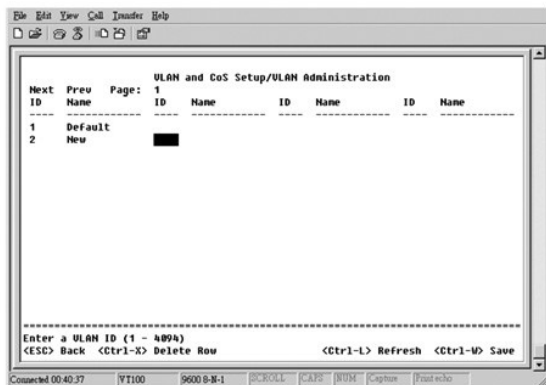 File Edit View Call Transfer Help
VLAN and CoS Setup/VLAN Administration
Next Prev Page: 1
ID Name ID Name ID Name ID Name
---- ------------- ---- ------------- ---- ------------- ---- -------------
1 Default
2 New
Enter a VLAN ID (1 - 4094)
<ESC> Back <Ctrl-X> Delete Row <Ctrl-L> Refresh <Ctrl-W> Save
Connected 00:40:37 VT100 9600 8-N-1 SCROLL CAPS NUM Capture Print echo